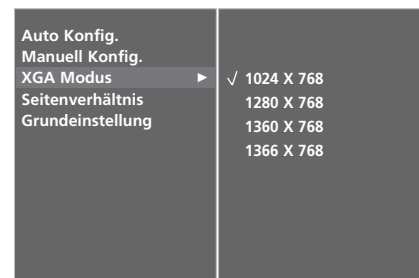 Auto Konfig.
Manuell Konfig.
XGA Modus ►
Seitenverhältnis
Grundeinstellung
√ 1024 X 768
1280 X 768
1360 X 768
1366 X 768